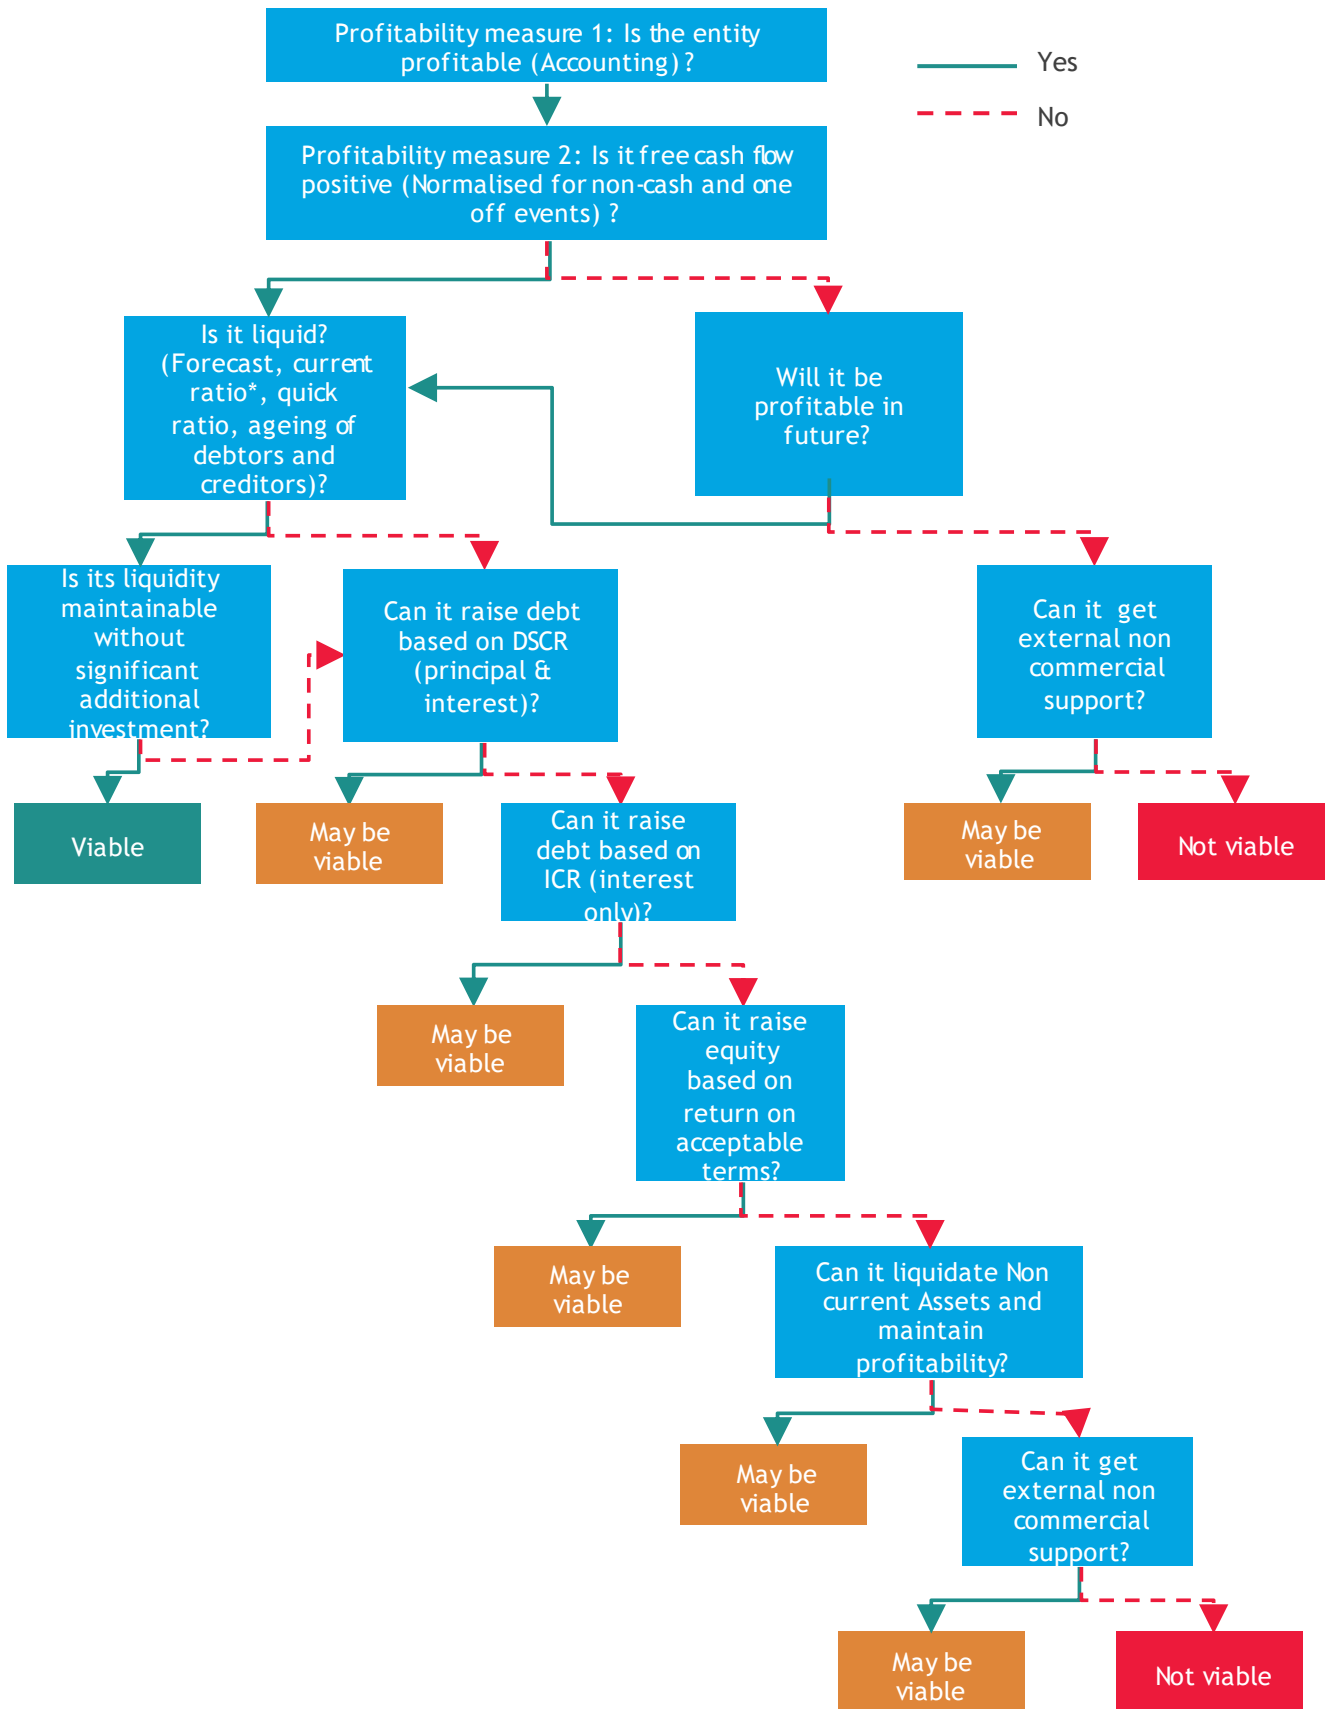 Profitability measure 1: Is the entity
profitable (Accounting) ?
Yes
No
Profitability measure 2: Is it free cash flow
positive (Normalised for non-cash and one
off events) ?
Is it liquid?
(Forecast, current
ratio*, quick
ratio, ageing of
debtors and
creditors)?
Will it be
profitable in
future?
Is its liquidity
maintainable
without
significant
additional
investment?
Can it raise debt
based on DSCR
(principal &
interest)?
Can it get
external non
commercial
support?
Viable
May be
viable
Can it raise
debt based on
ICR (interest
only)?
May be
viable
Not viable
May be
viable
Can it raise
equity
based on
return on
acceptable
terms?
May be
viable
Can it liquidate Non
current Assets and
maintain
profitability?
May be
viable
Can it get
external non
commercial
support?
May be
viable
Not viable